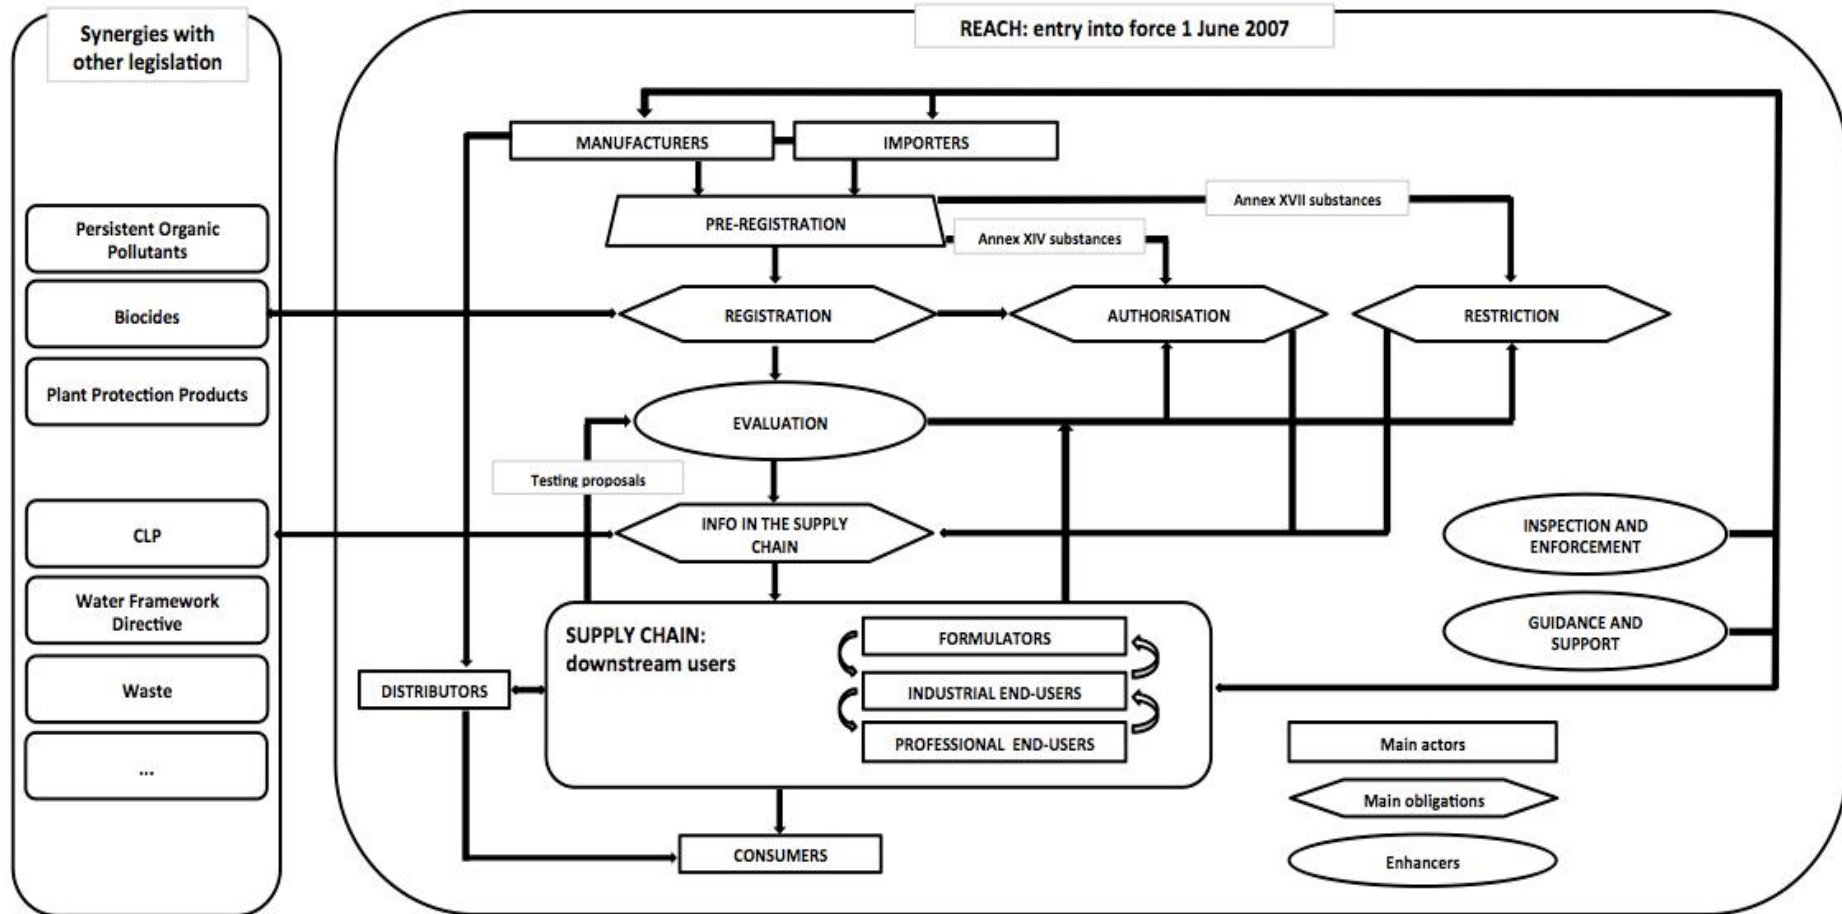 Synergies with
other legislation
Persistent Organic
Pollutants
Biocides
Plant Protection Products
CLP
Water Framework
Directive
Waste
...
REACH: entry into force 1 June 2007
MANUFACTURERS
IMPORTERS
PRE-REGISTRATION
Annex XVII substances
Annex XIV substances
REGISTRATION
AUTHORISATION
RESTRICTION
EVALUATION
Testing proposals
INFO IN THE SUPPLY
CHAIN
INSPECTION AND
ENFORCEMENT
GUIDANCE AND
SUPPORT
SUPPLY CHAIN:
downstream users
FORMULATORS
INDUSTRIAL END-USERS
PROFESSIONAL END-USERS
DISTRIBUTORS
CONSUMERS
Main actors
Main obligations
Enhancers